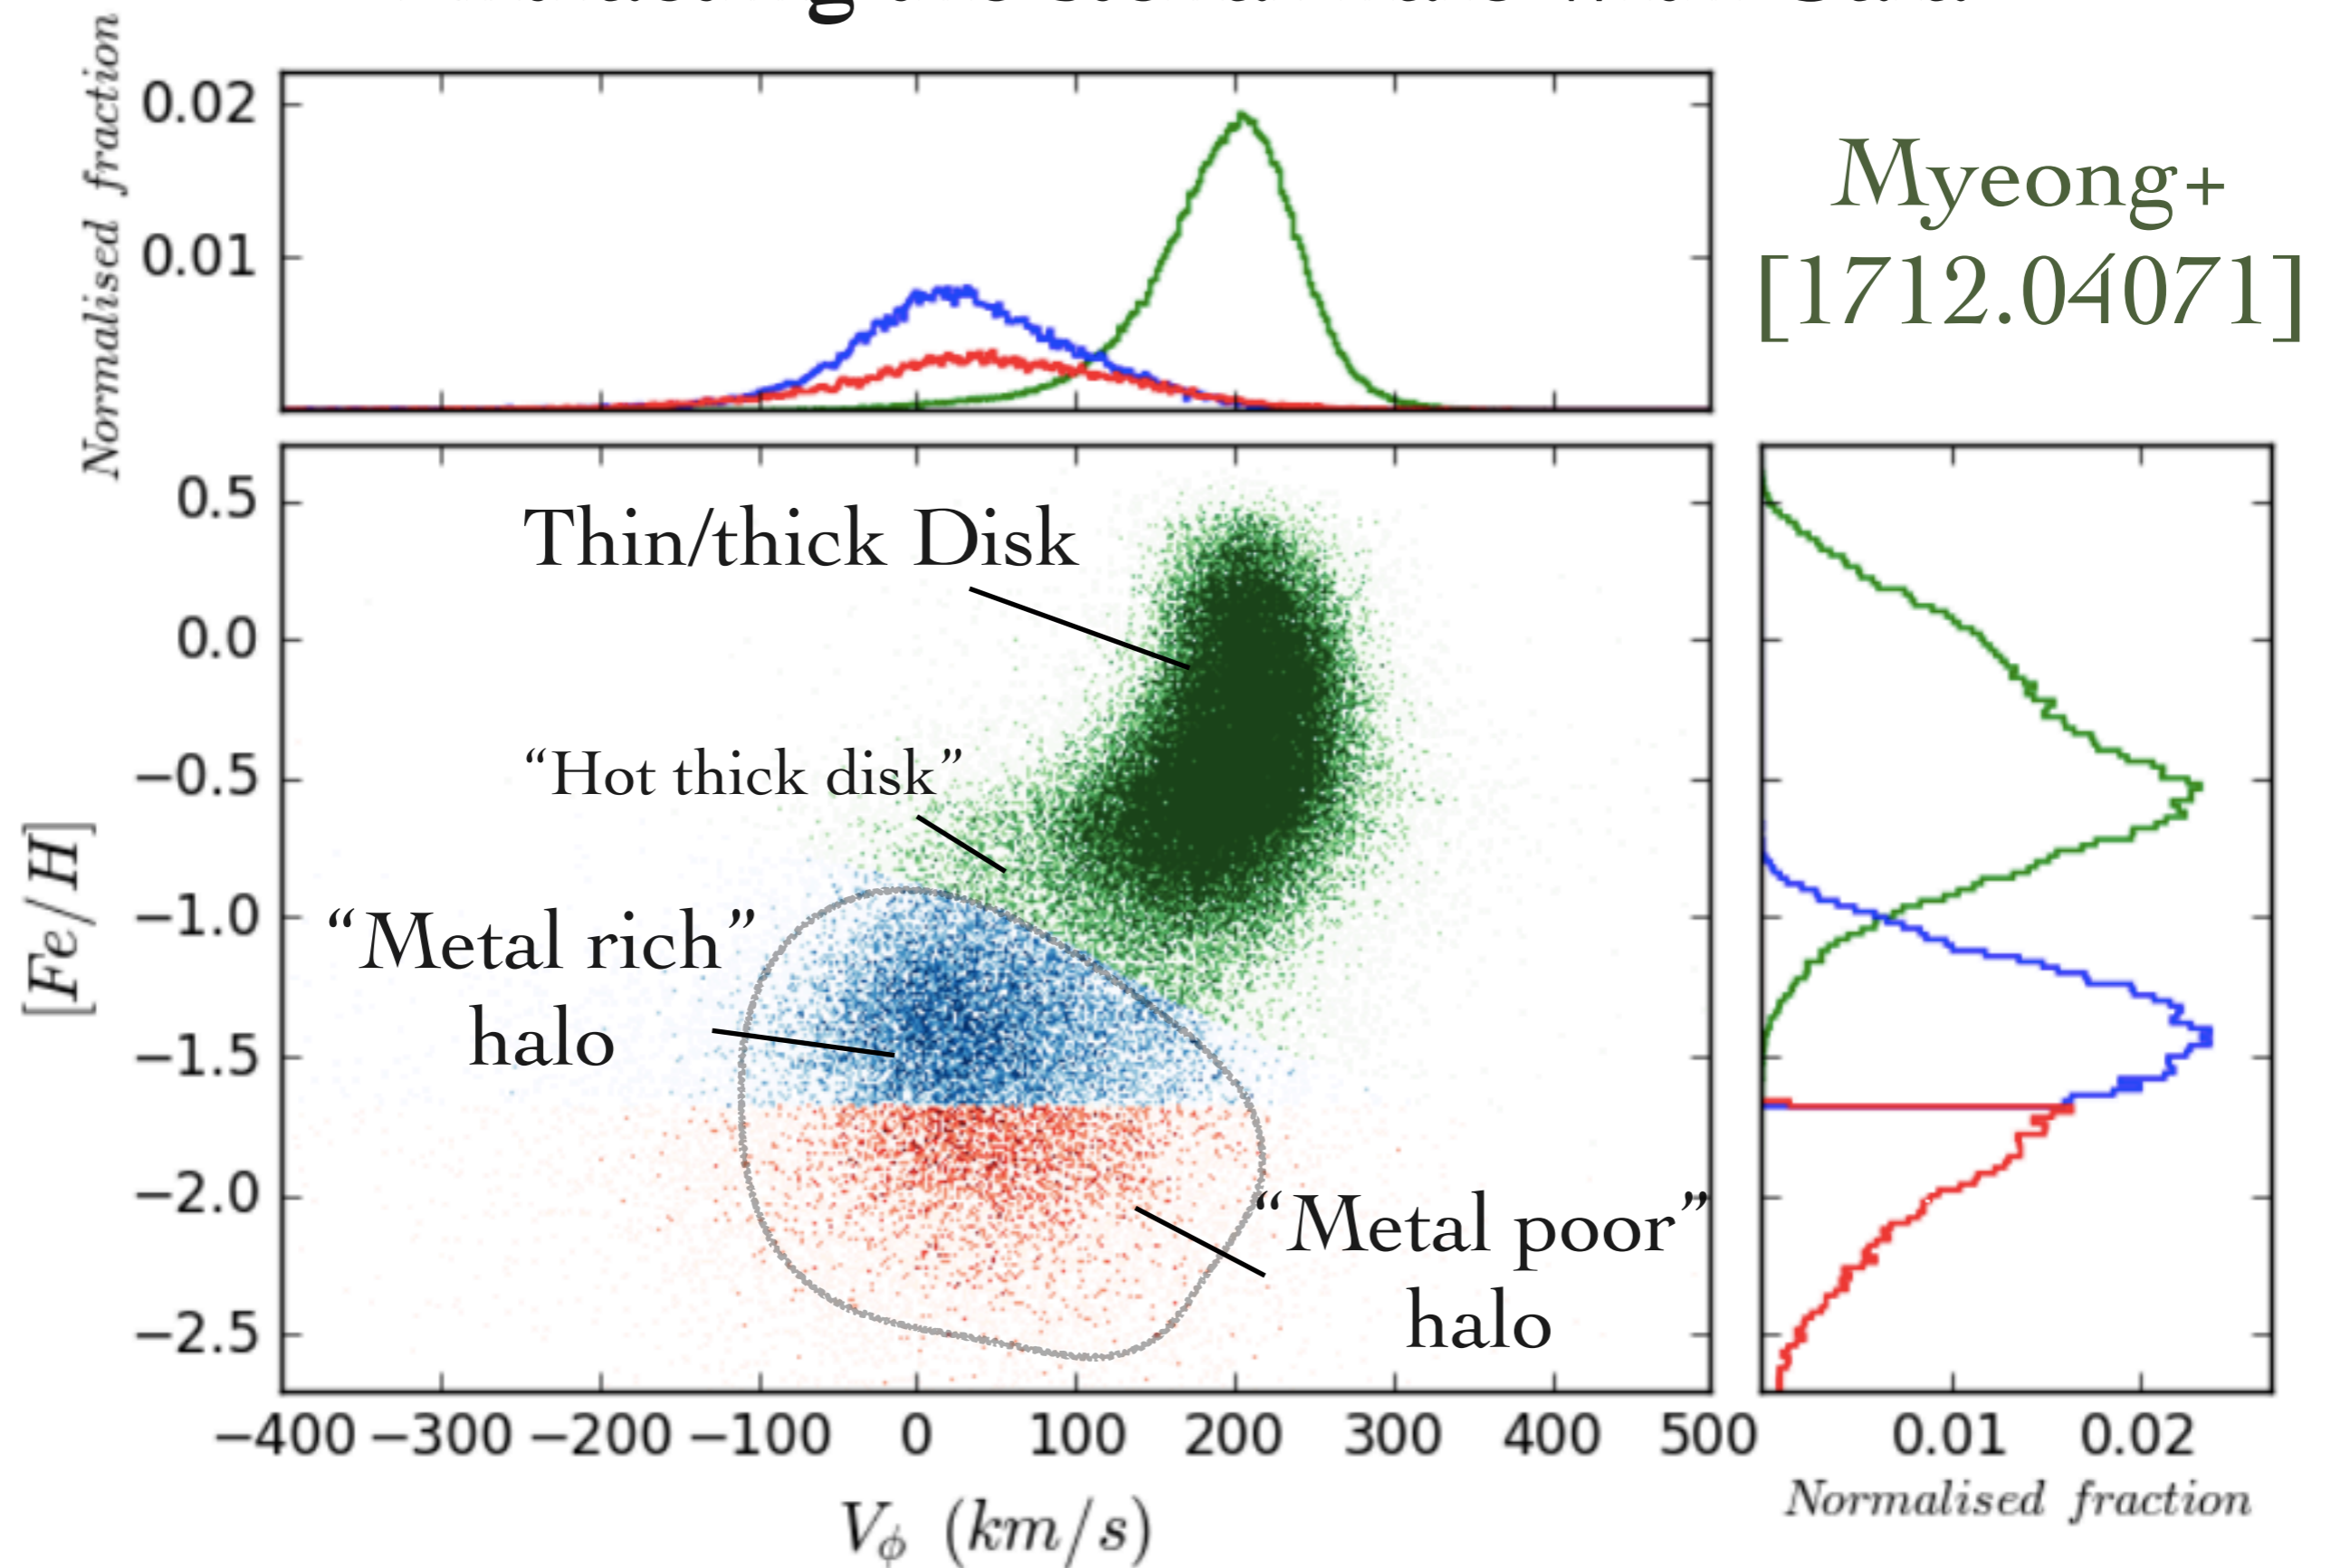 Normalised fraction
0.02
0.01
Myeong+
[1712.04071]
[Fe/H]
0.5
0.0
−0.5
−1.0
−1.5
−2.0
−2.5
Thin/thick Disk
“Hot thick disk”
“Metal rich”
halo
“Metal poor”
halo
−400 −300 −200 −100 0 100 200 300 400 500
V_ϕ (km/s)
0.01 0.02
Normalised fraction